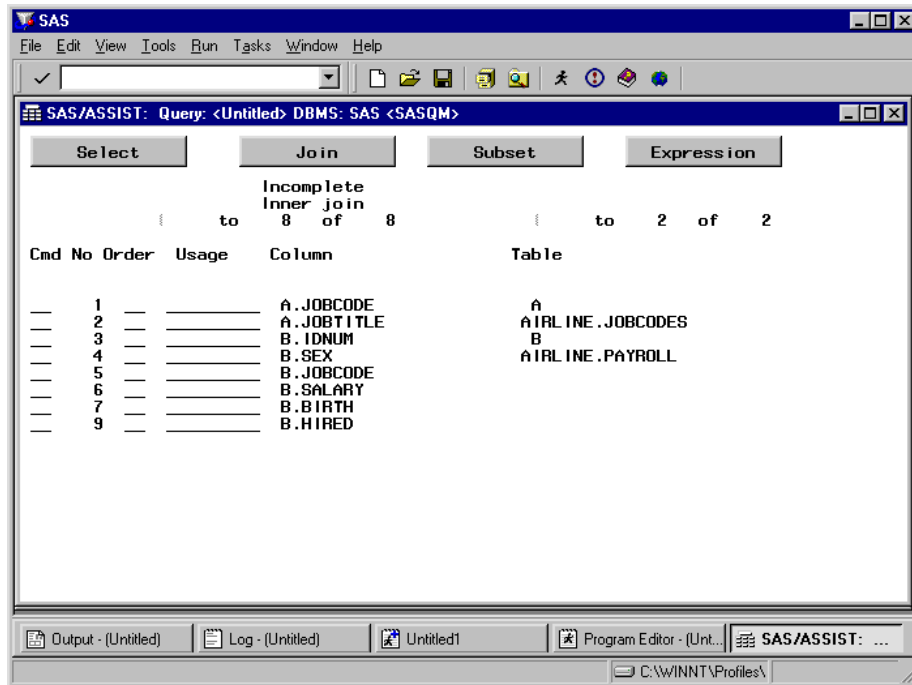 SAS
File Edit View Tools Run Tasks Window Help
SAS/ASSIST: Query: <Untitled> DBMS: SAS <SASQM>
Select Join Subset Expression
Incomplete
Inner join
to 8 of 8 to 2 of 2
Cmd No Order Usage Column Table
1 A.JOBCODE A
2 A.JOBTITLE AIRLINE.JOBCODES
3 B.IDNUM B
4 B.SEX AIRLINE.PAYROLL
5 B.JOBCODE
6 B.SALARY
7 B.BIRTH
9 B.HIRED
Output - (Untitled) Log - (Untitled) Untitled1 Program Editor - (Unt... SAS/ASSIST: ...
C:\WINNT\Profiles\